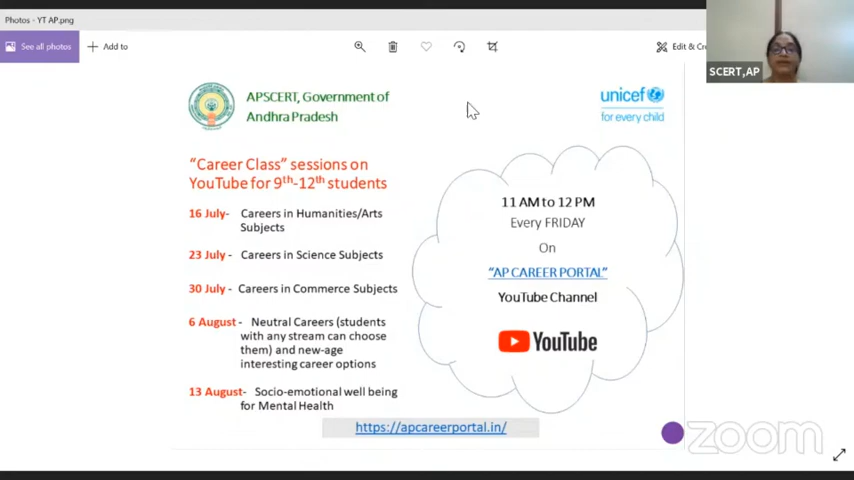 Photos - YT AP.png
See all photos
Add to
Edit & Cr
SCERT,AP
APSCERT, Government of
Andhra Pradesh
unicef
for every child
"Career Class" sessions on
YouTube for 9th-12th students
16 July- Careers in Humanities/Arts
Subjects
23 July - Careers in Science Subjects
30 July - Careers in Commerce Subjects
6 August - Neutral Careers (students
with any stream can choose
them) and new-age
interesting career options
13 August- Socio-emotional well being
for Mental Health
11 AM to 12 PM
Every FRIDAY
On
"AP CAREER PORTAL"
YouTube Channel
YouTube
https://apcareerportal.in/
zoom